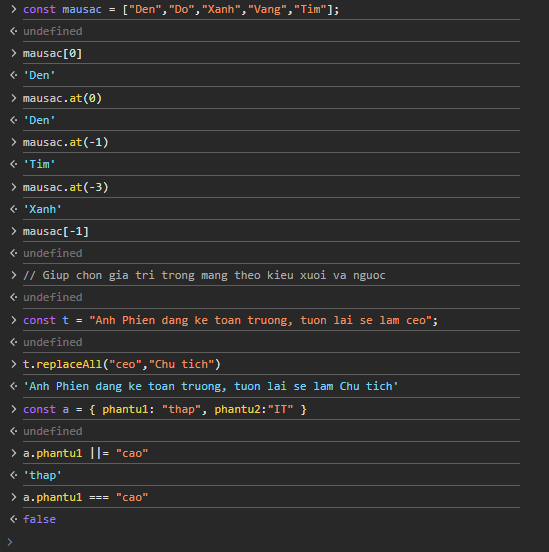 const mausac = ["Den","Do","Xanh","Vang","Tim"];
undefined
mausac[0]
'Den'
mausac.at(0)
'Den'
mausac.at(-1)
'Tim'
mausac.at(-3)
'Xanh'
mausac[-1]
undefined
// Giup chon gia tri trong mang theo kieu xuoi va nguoc
undefined
const t = "Anh Phien dang ke toan truong, tuon lai se lam ceo";
undefined
t.replaceAll("ceo","Chu tich")
'Anh Phien dang ke toan truong, tuon lai se lam Chu tich'
const a = { phantu1: "thap", phantu2:"IT" }
undefined
a.phantu1 ||= "cao"
'thap'
a.phantu1 === "cao"
false